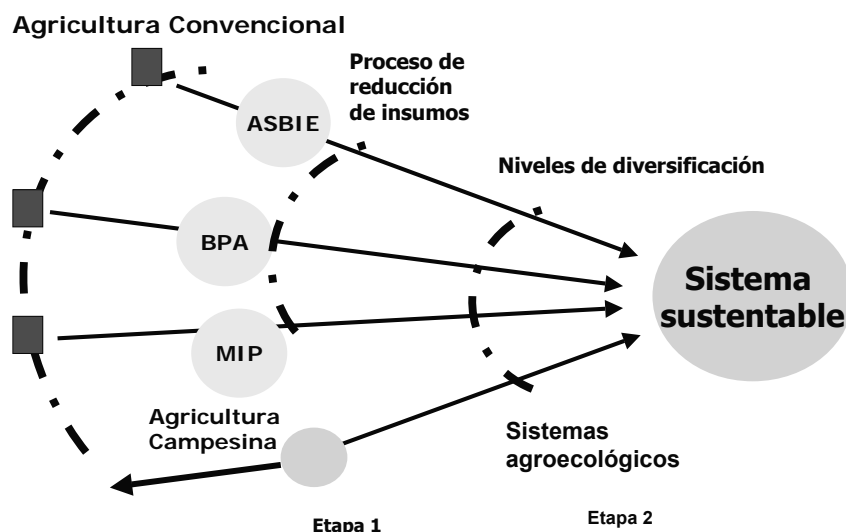 Agricultura Convencional
Proceso de
reducción
de insumos
ASBIE
Niveles de diversificación
BPA
Sistema
sustentable
MIP
Agricultura
Campesina
Sistemas
agroecológicos
Etapa 1
Etapa 2